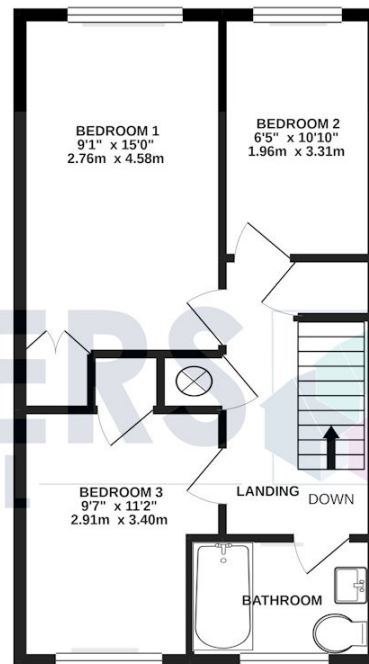 BEDROOM 1
9'1" x 15'0"
2.76m x 4.58m
BEDROOM 2
6'5" x 10'10"
1.96m x 3.31m
ERS
BEDROOM 3
9'7" x 11'2"
2.91m x 3.40m
LANDING
DOWN
BATHROOM